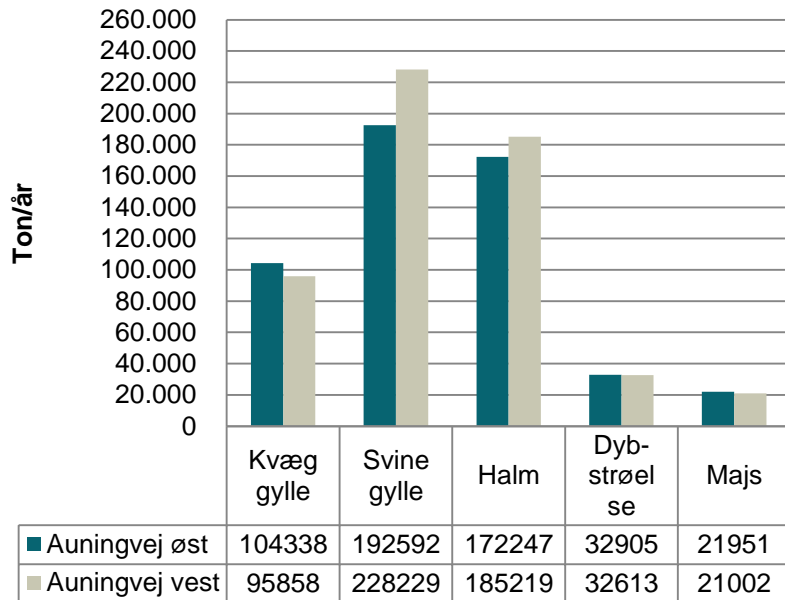 260.000
240.000
220.000
200.000
180.000
160.000
140.000
120.000
100.000
80.000
60.000
40.000
20.000
0
Ton/år
Kvæg
gylle
Svine
gylle
Halm
Dyb-
strøel
se
Majs
Auningvej øst 104338 192592 172247 32905 21951
Auningvej vest 95858 228229 185219 32613 21002